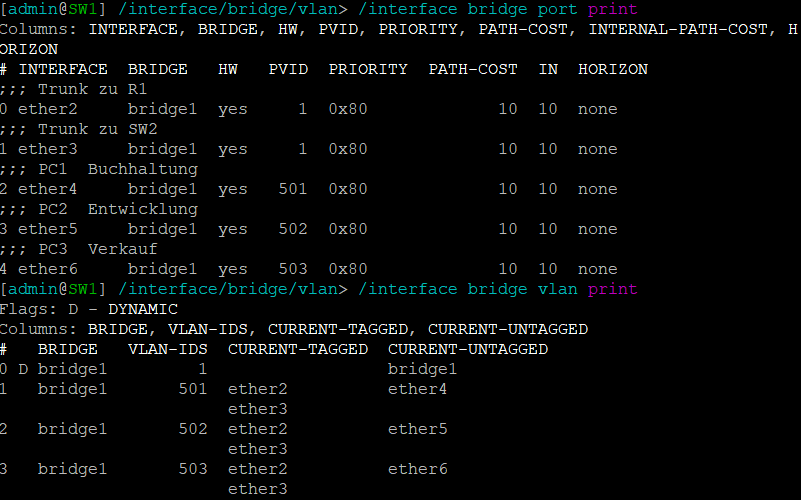 [admin@SW1] /interface/bridge/vlan> /interface bridge port print
Columns: INTERFACE, BRIDGE, HW, PVID, PRIORITY, PATH-COST, INTERNAL-PATH-COST, H
ORIZON
# INTERFACE BRIDGE HW PVID PRIORITY PATH-COST IN HORIZON
;;; Trunk zu R1
0 ether2 bridge1 yes 1 0x80 10 10 none
;;; Trunk zu SW2
1 ether3 bridge1 yes 1 0x80 10 10 none
;;; PC1 Buchhaltung
2 ether4 bridge1 yes 501 0x80 10 10 none
;;; PC2 Entwicklung
3 ether5 bridge1 yes 502 0x80 10 10 none
;;; PC3 Verkauf
4 ether6 bridge1 yes 503 0x80 10 10 none
[admin@SW1] /interface/bridge/vlan> /interface bridge vlan print
Flags: D - DYNAMIC
Columns: BRIDGE, VLAN-IDS, CURRENT-TAGGED, CURRENT-UNTAGGED
# BRIDGE VLAN-IDS CURRENT-TAGGED CURRENT-UNTAGGED
0 D bridge1 1 bridge1
1 bridge1 501 ether2 ether4
ether3
2 bridge1 502 ether2 ether5
ether3
3 bridge1 503 ether2 ether6
ether3